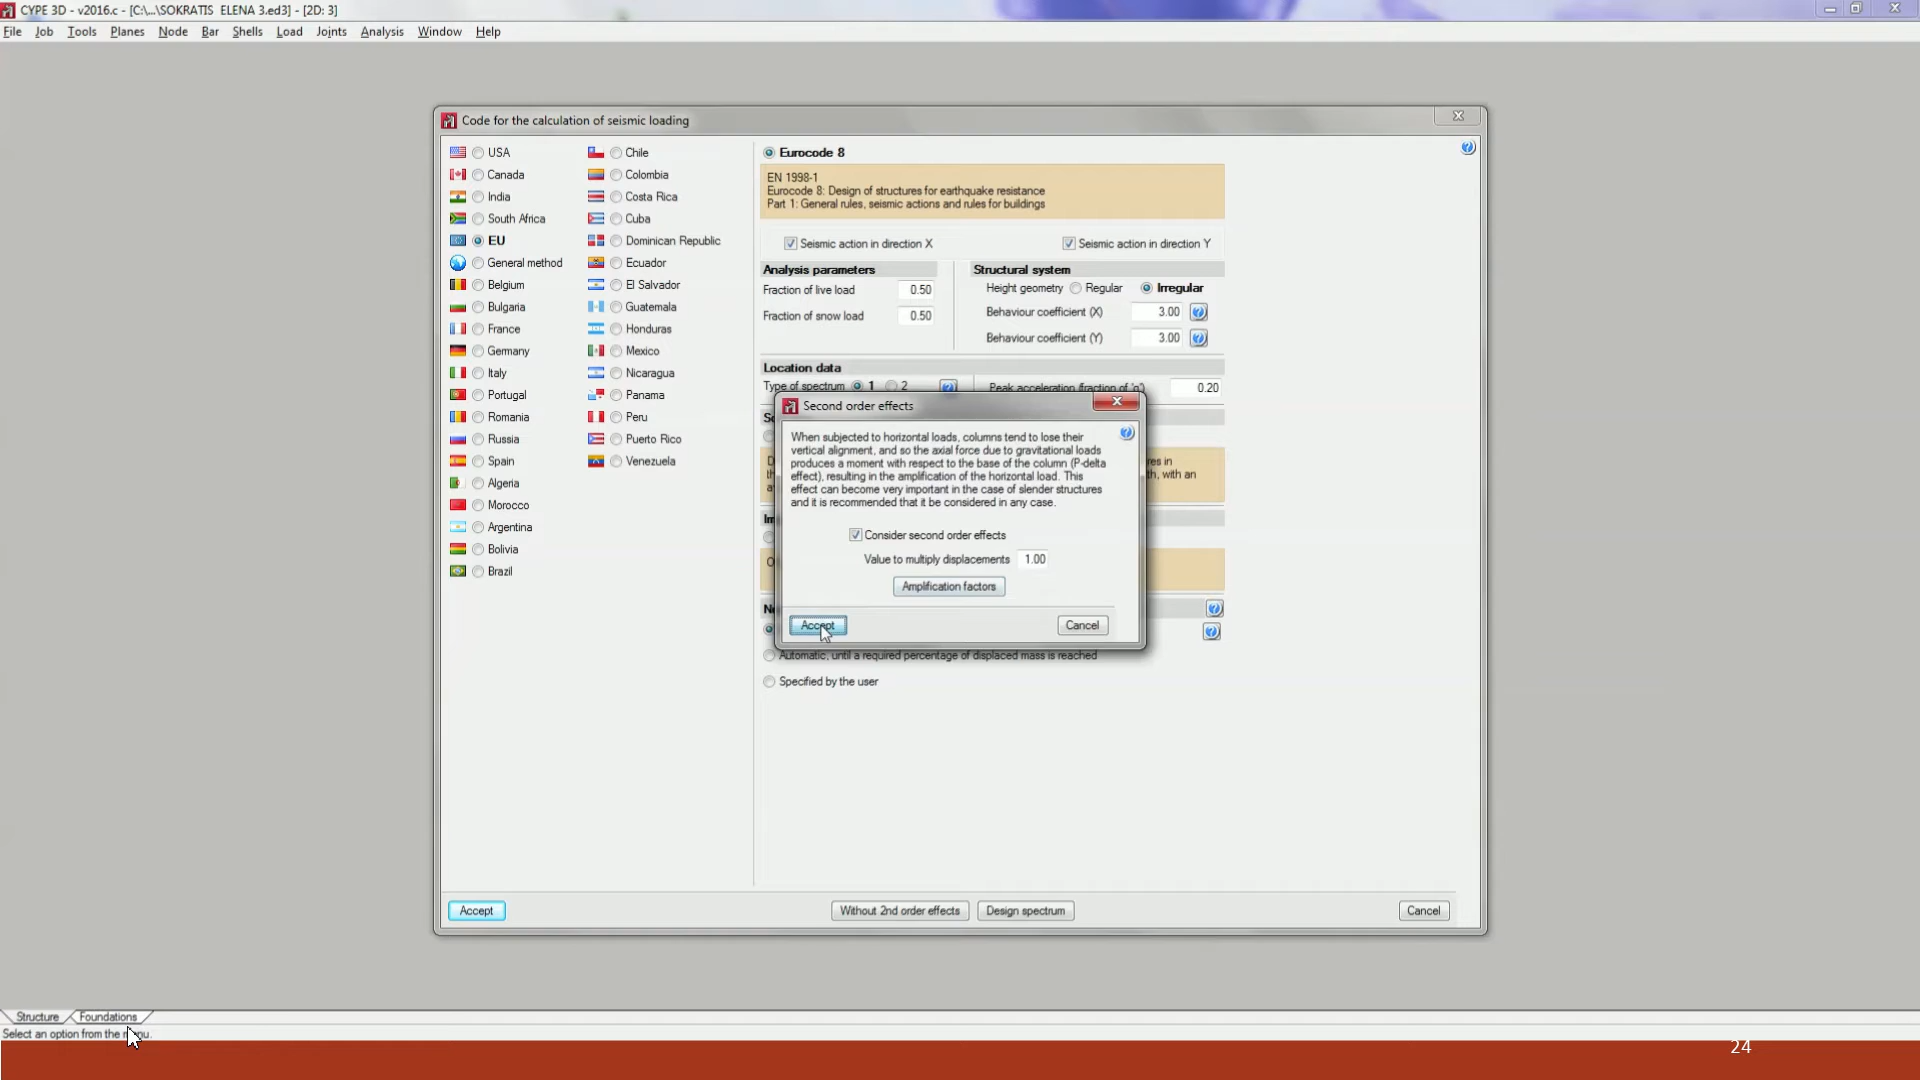 CYPE 3D - v2016.c - [C:\...\SOKRATIS ELENA 3.ed3] - [2D: 3]
File Job Tools Planes Node Bar Shells Load Joints Analysis Window Help
Code for the calculation of seismic loading
USA
Canada
India
South Africa
EU
General method
Belgium
Bulgaria
France
Germany
Italy
Portugal
Romania
Russia
Spain
Algeria
Morocco
Argentina
Bolivia
Brazil
Chile
Colombia
Costa Rica
Cuba
Dominican Republic
Ecuador
El Salvador
Guatemala
Honduras
Mexico
Nicaragua
Panama
Peru
Puerto Rico
Venezuela
Eurocode 8
EN 1998-1
Eurocode 8: Design of structures for earthquake resistance
Part 1: General rules, seismic actions and rules for buildings
Seismic action in direction X
Seismic action in direction Y
Analysis parameters
Fraction of live load 0.50
Fraction of snow load 0.50
Structural system
Height geometry Regular Irregular
Behaviour coefficient (X) 3.00
Behaviour coefficient (Y) 3.00
Location data
Type of spectrum 1 2
Peak acceleration (fraction of 'g') 0.20
Second order effects
When subjected to horizontal loads, columns tend to lose their
vertical alignment, and so the axial force due to gravitational loads
produces a moment with respect to the base of the column (P-delta
effect), resulting in the amplification of the horizontal load. This
effect can become very important in the case of slender structures
and it is recommended that it be considered in any case.
Consider second order effects
Value to multiply displacements 1.00
Amplification factors
Accept Cancel
Automatic, until a required percentage of displaced mass is reached
Specified by the user
Accept Without 2nd order effects Design spectrum Cancel
Structure Foundations
Select an option from the menu.
24